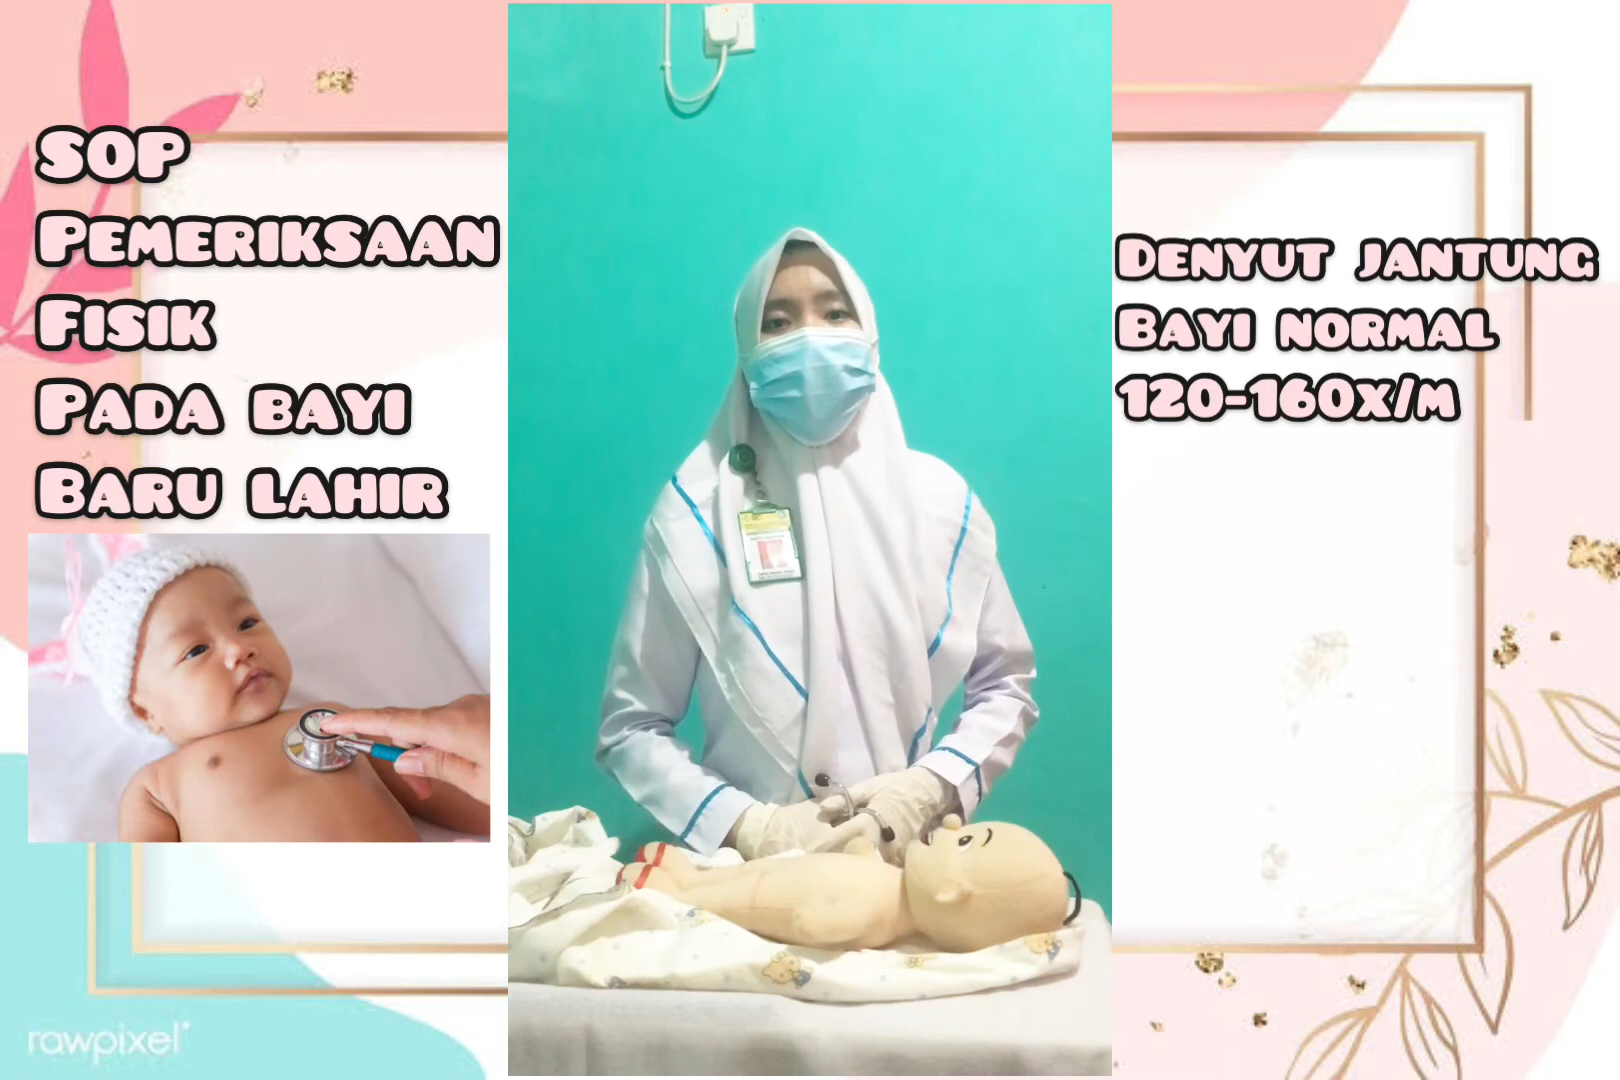 SOP
PEMERIKSAAN
FISIK
PADA BAYI
BARU LAHIR
DENYUT JANTUNG
BAYI NORMAL
120-160X/M
rawpixel